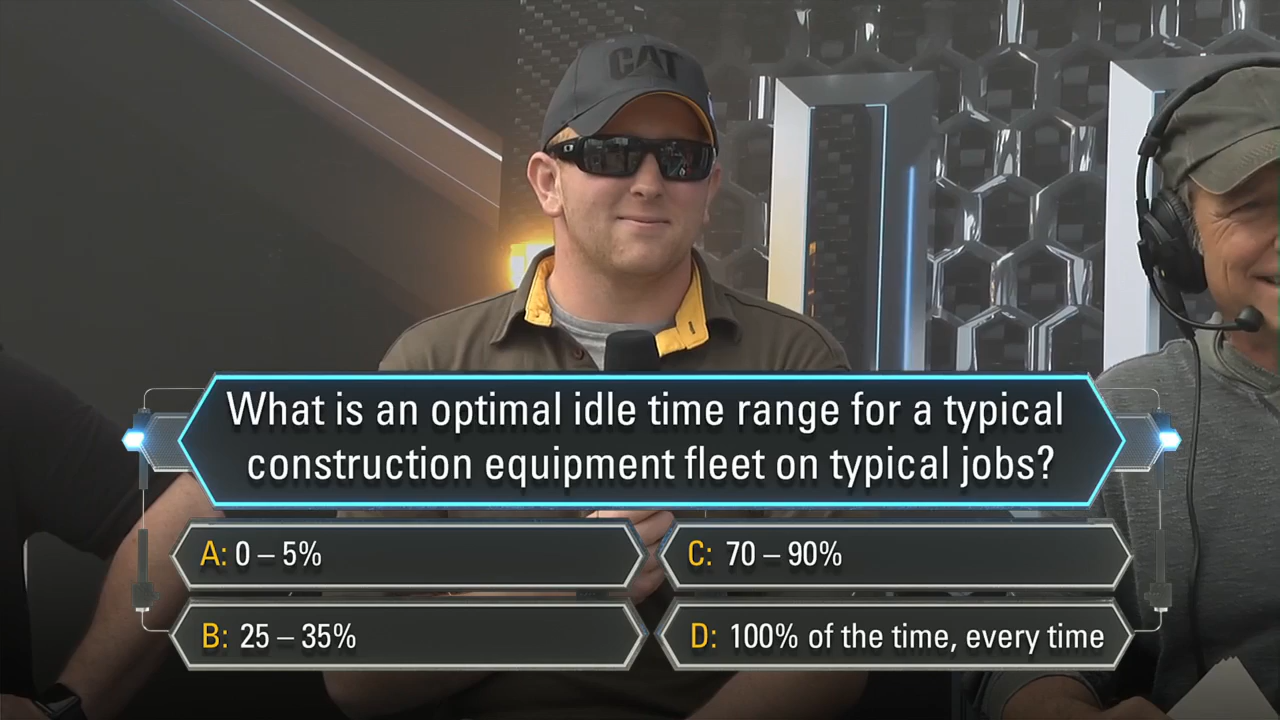 CAT
What is an optimal idle time range for a typical
construction equipment fleet on typical jobs?
A: 0 – 5%
C: 70 – 90%
B: 25 – 35%
D: 100% of the time, every time